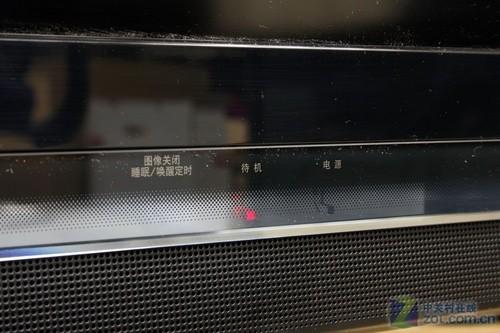 图像关闭
睡眠/唤醒定时
待机
电源
中关村在线
zol.com.cn